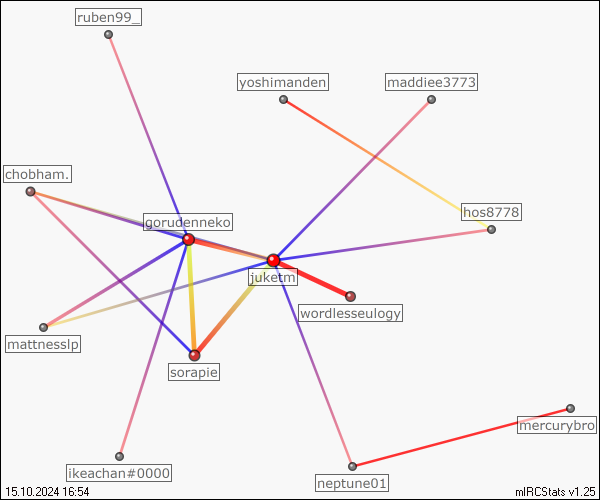 ruben99_
yoshimanden
maddiee3773
chobham.
hos8778
gorudenneko
juketm
wordlesseulogy
mattnesslp
sorapie
mercurybro
ikeachan#0000
neptune01
15.10.2024 16:54
mIRCStats v1.25